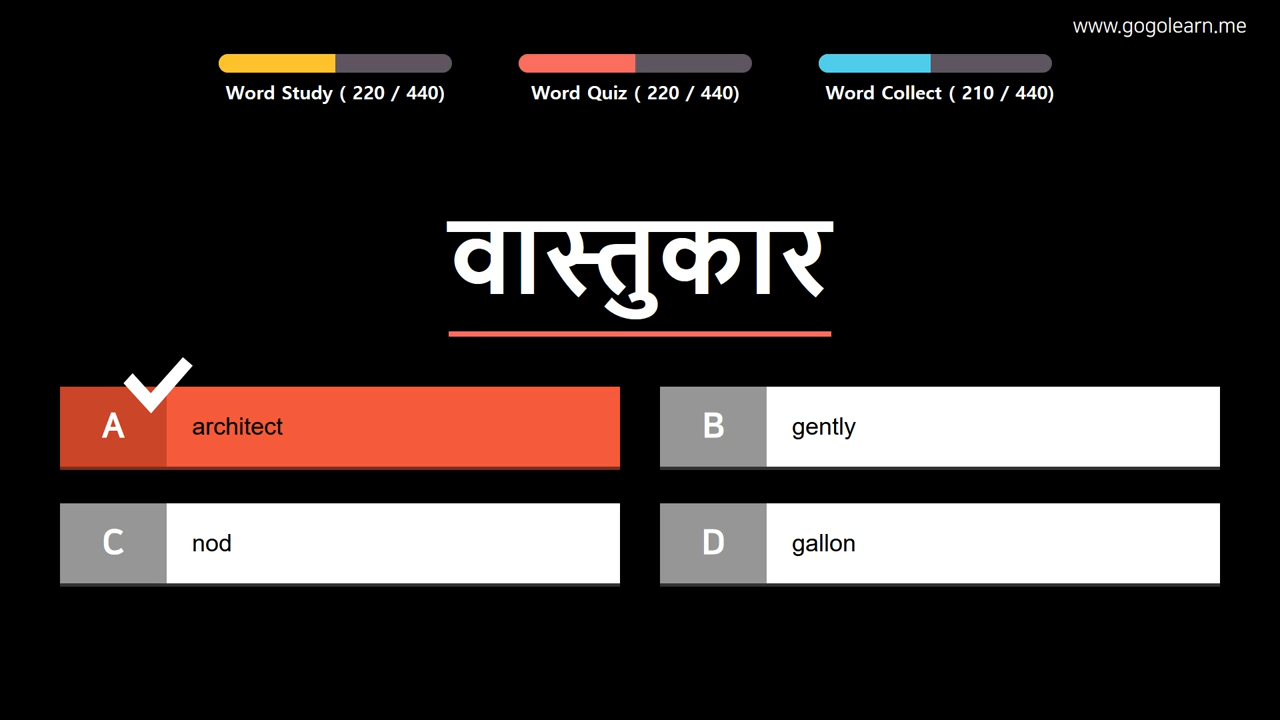 www.gogolearn.me
Word Study ( 220 / 440)
Word Quiz ( 220 / 440)
Word Collect ( 210 / 440)
वास्तुकार
A architect
B gently
C nod
D gallon